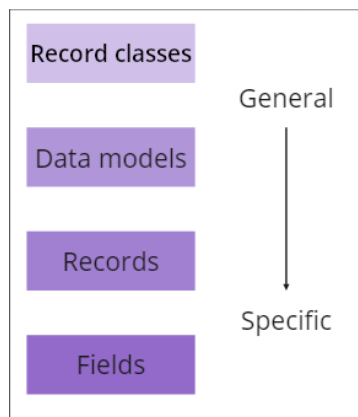 Record classes
General
Data models
Records
Specific
Fields